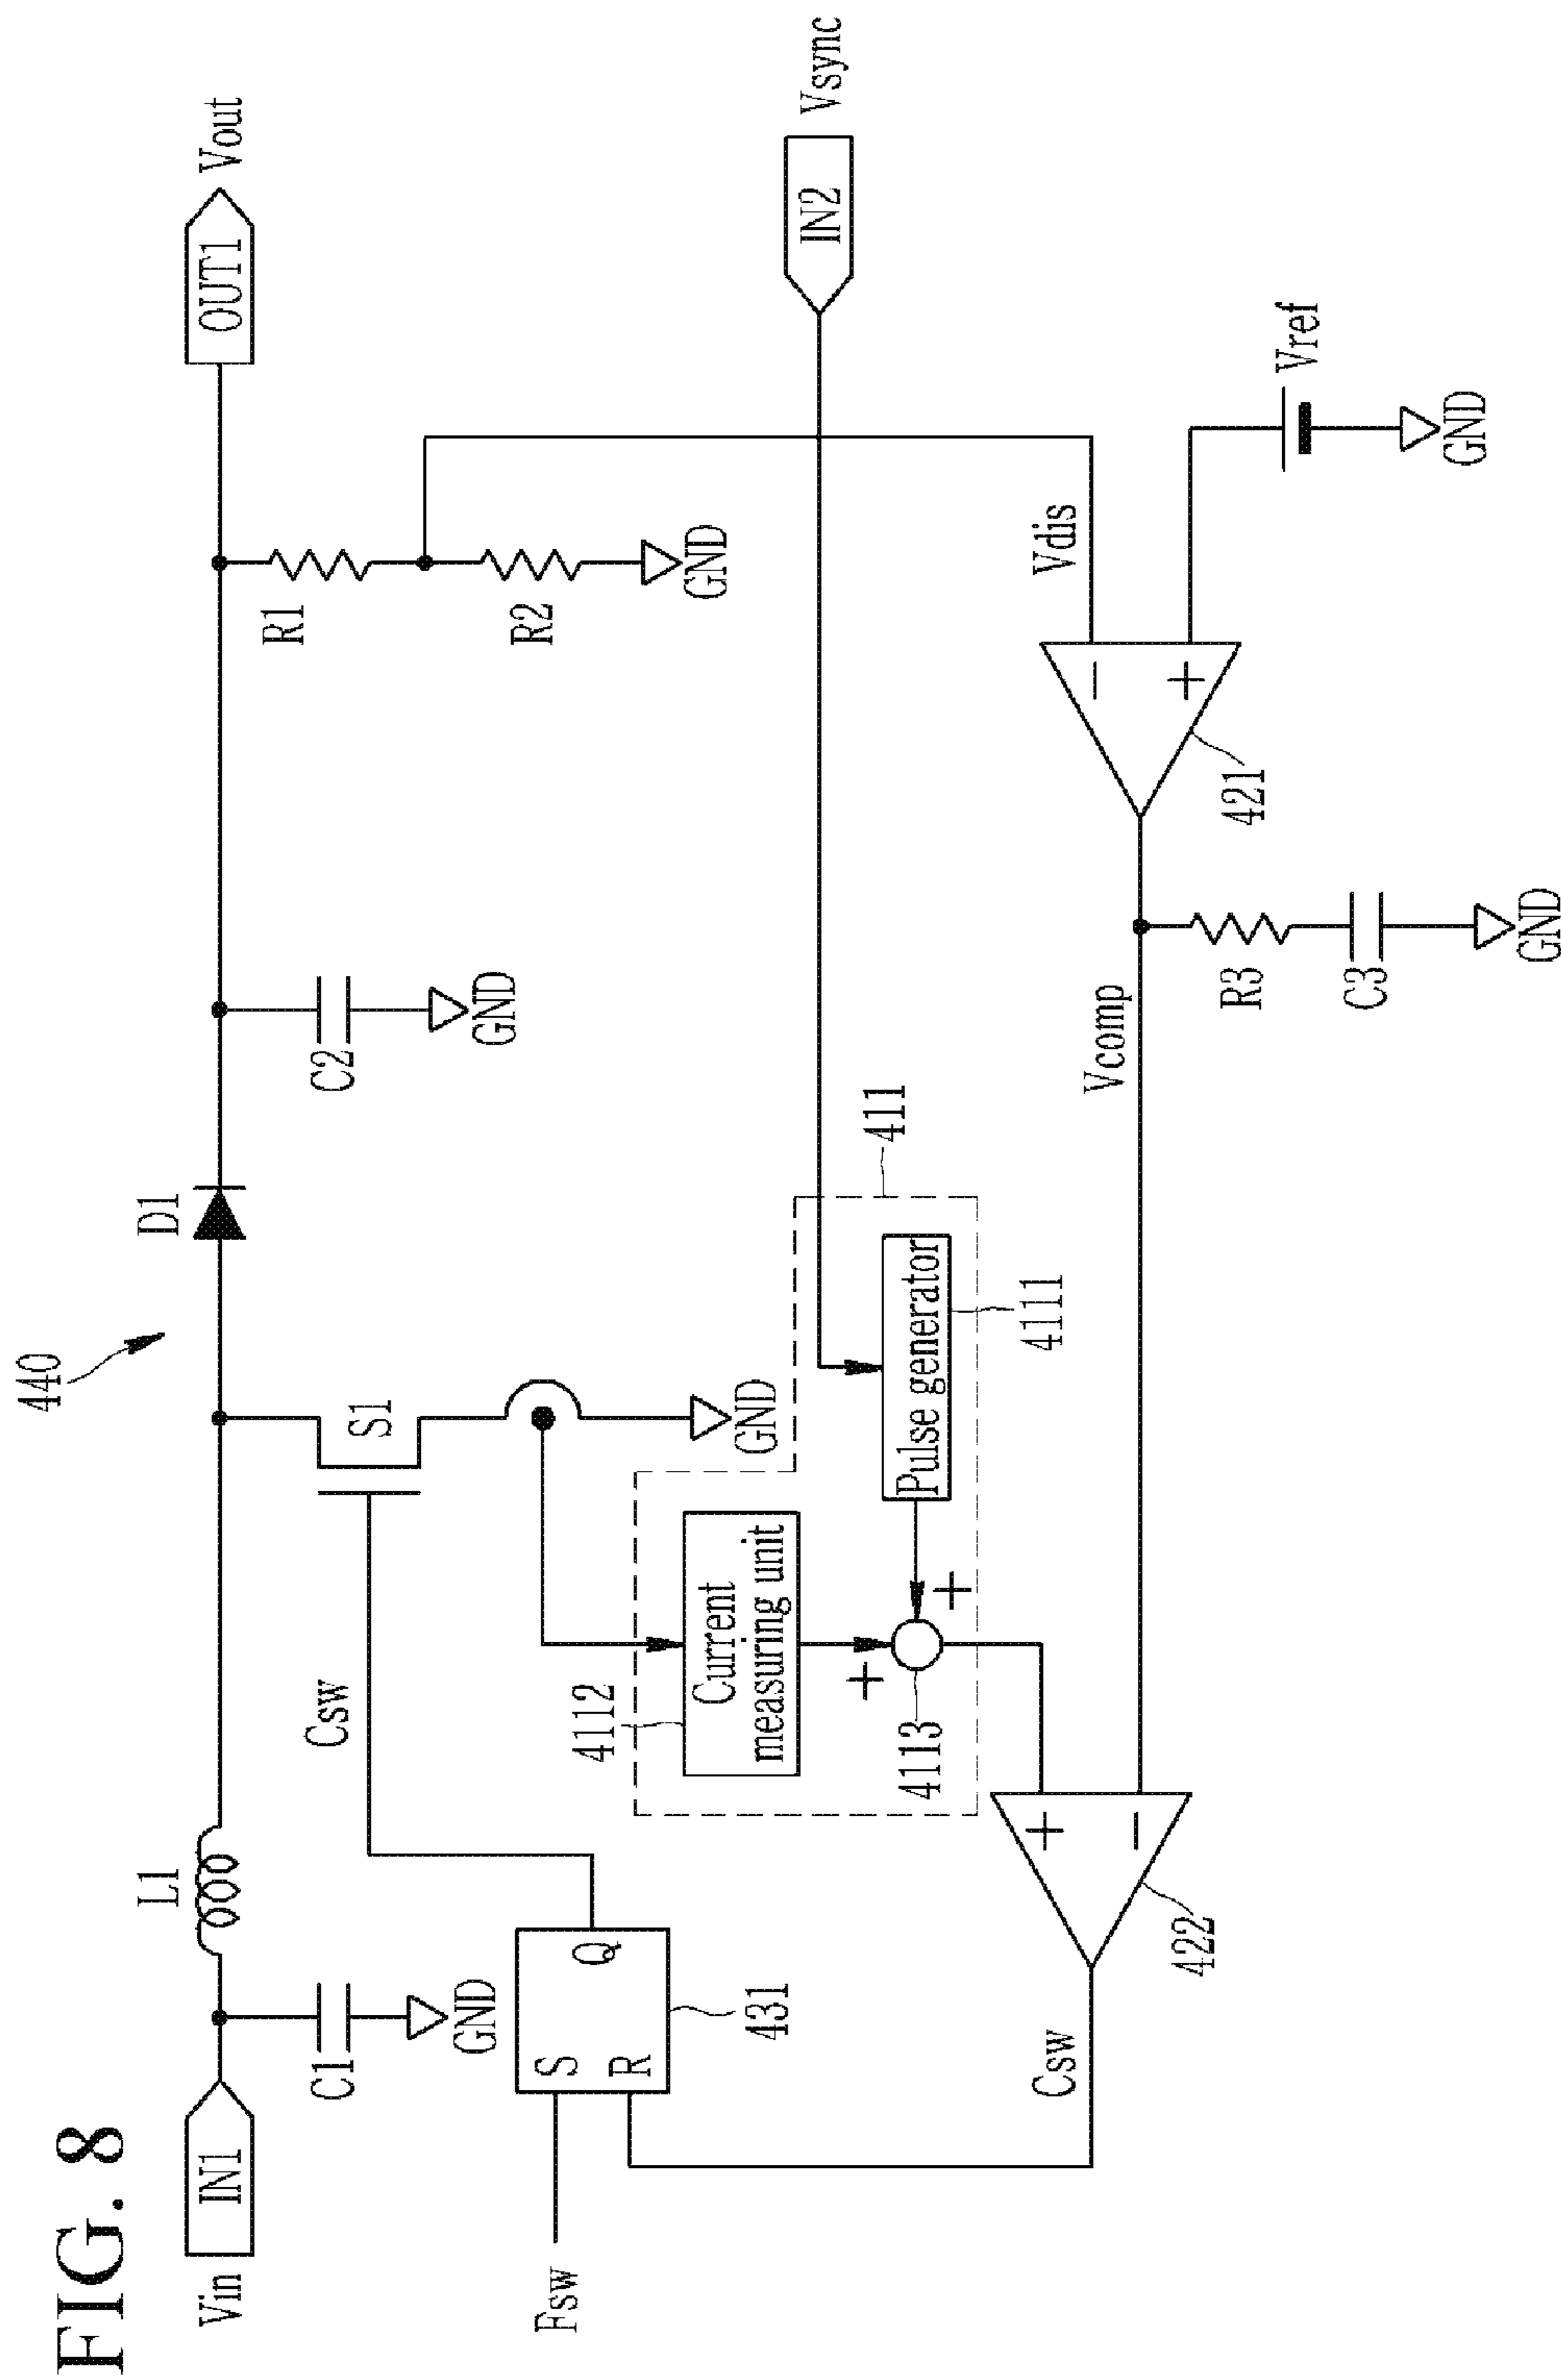 FIG. 8
440
Vin
IN1
L1
D1
OUT1
Vout
C1
GND
Csw
S1
C2
GND
R1
R2
GND
Fsw
S
R
Q
431
GND
4112
Current
measuring unit
411
IN2
Vsync
Pulse generator
41111
+
+
4113
Csw
+
−
422
Vcomp
Vdis
−
+
421
R3
C3
GND
Vref
GND